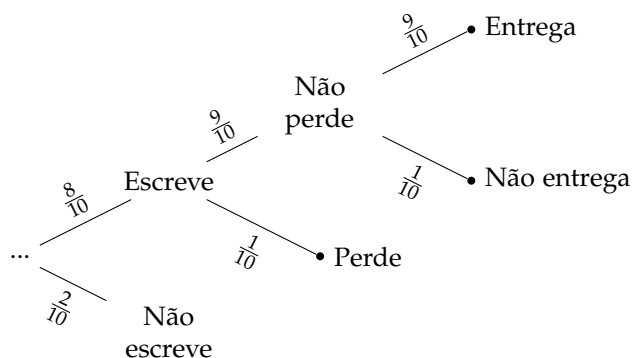 9/10
Entrega
Não
perde
9/10
1/10
Não entrega
Escreve
8/10
1/10
Perde
...
2/10
Não
escreve